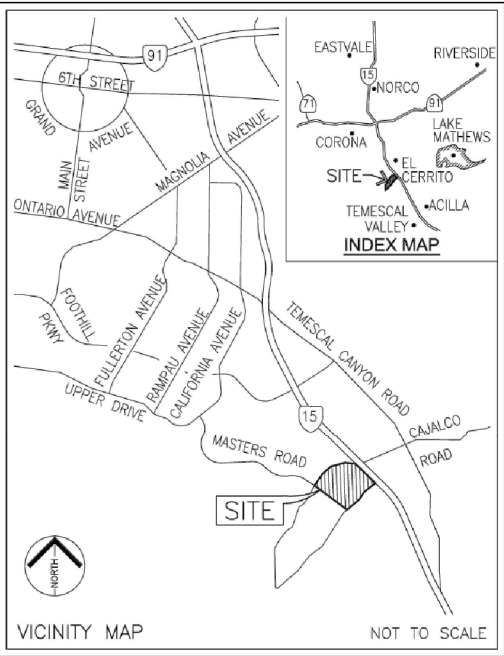 91
6TH STREET
GRAND
AVENUE
MAIN
STREET
MAGNOLIA AVENUE
ONTARIO AVENUE
FOOTHILL
PKWY
FULLERTON AVENUE
RAMPAU AVENUE
CALIFORNIA AVENUE
UPPER DRIVE
TEMESCAL CANYON ROAD
15
MASTERS ROAD
CAJALCO
ROAD
SITE
NORTH
VICINITY MAP
NOT TO SCALE
EASTVALE
RIVERSIDE
15
NORCO
71
91
LAKE
MATHEWS
CORONA
EL
CERRITO
SITE
ACILLA
TEMESCAL
VALLEY
INDEX MAP